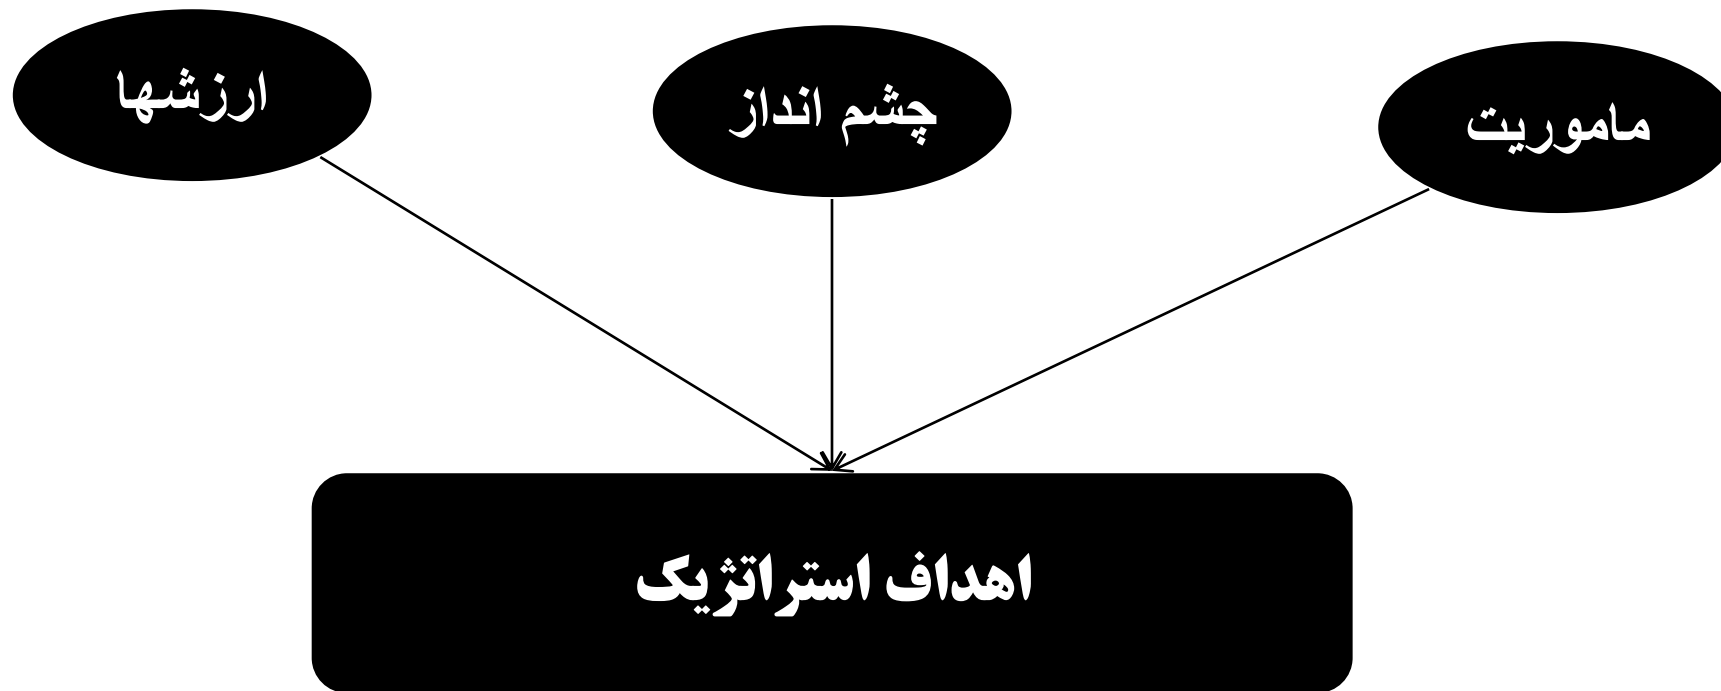 ماموریت
چشم انداز
ارزشها
اهداف استراتژیک